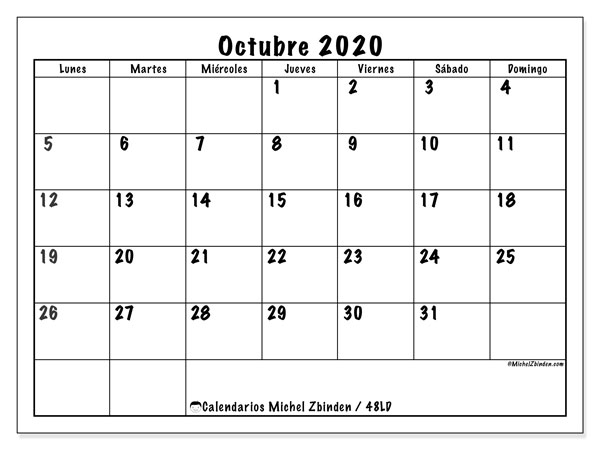 Octubre 2020
Lunes Martes Miércoles Jueves Viernes Sábado Domingo
1 2 3 4
5 6 7 8 9 10 11
12 13 14 15 16 17 18
19 20 21 22 23 24 25
26 27 28 29 30 31
©MichelZbinden.com
Calendarios Michel Zbinden / 48LD